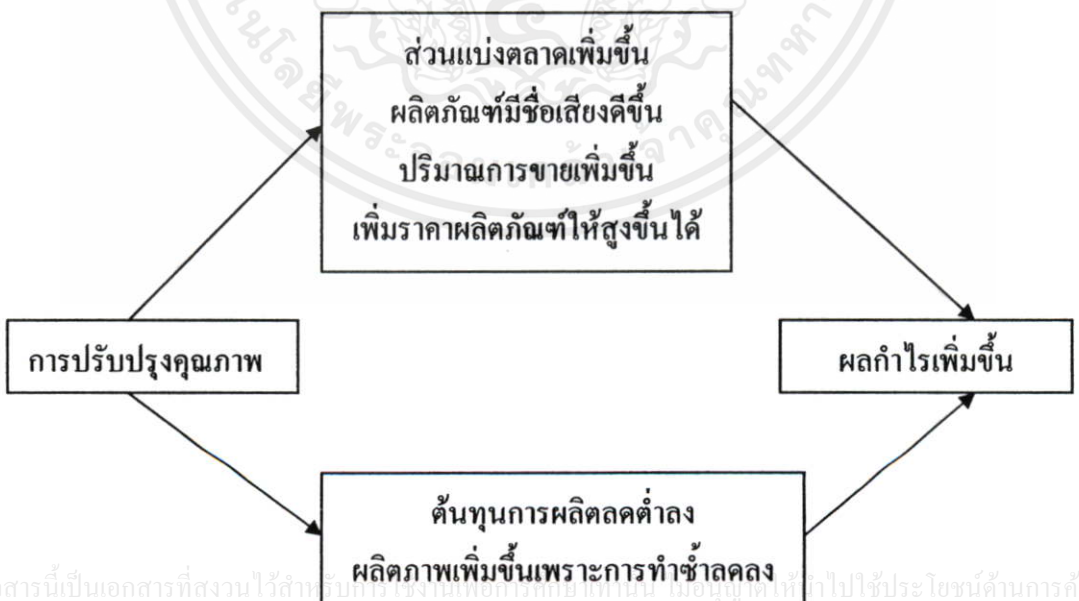 ส่วนแบ่งตลาดเพิ่มขึ้น
ผลิตภัณฑ์มีชื่อเสียงดีขึ้น
ปริมาณการขายเพิ่มขึ้น
เพิ่มราคาผลิตภัณฑ์ให้สูงขึ้นได้
การปรับปรุงคุณภาพ
ผลกำไรเพิ่มขึ้น
ต้นทุนการผลิตลดต่ำลง
ผลิตภาพเพิ่มขึ้นเพราะการทำซ้ำลดลง